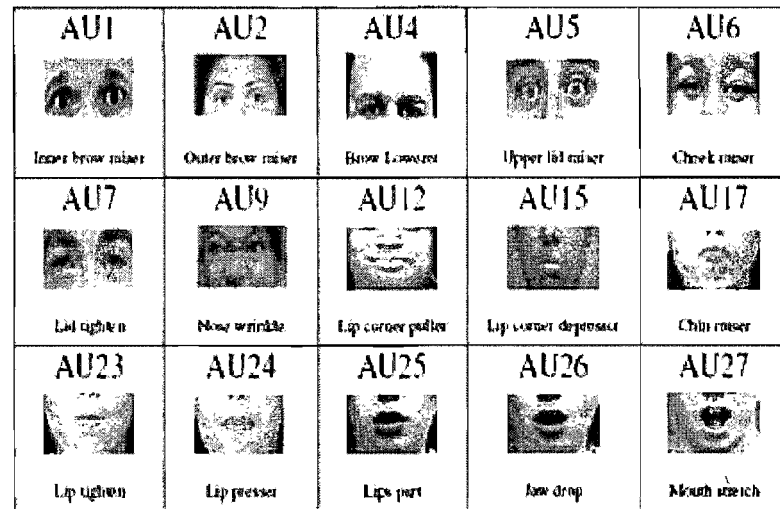 AU1 AU2 AU4 AU5 AU6
Inner brow raiser Outer brow raiser Brow Lowerer Upper lid raiser Cheek raiser
AU7 AU9 AU12 AU15 AU17
Lid tighten Nose wrinkle Lip corner puller Lip corner depressor Chin raiser
AU23 AU24 AU25 AU26 AU27
Lip tighten Lip presser Lips part Jaw drop Mouth stretch